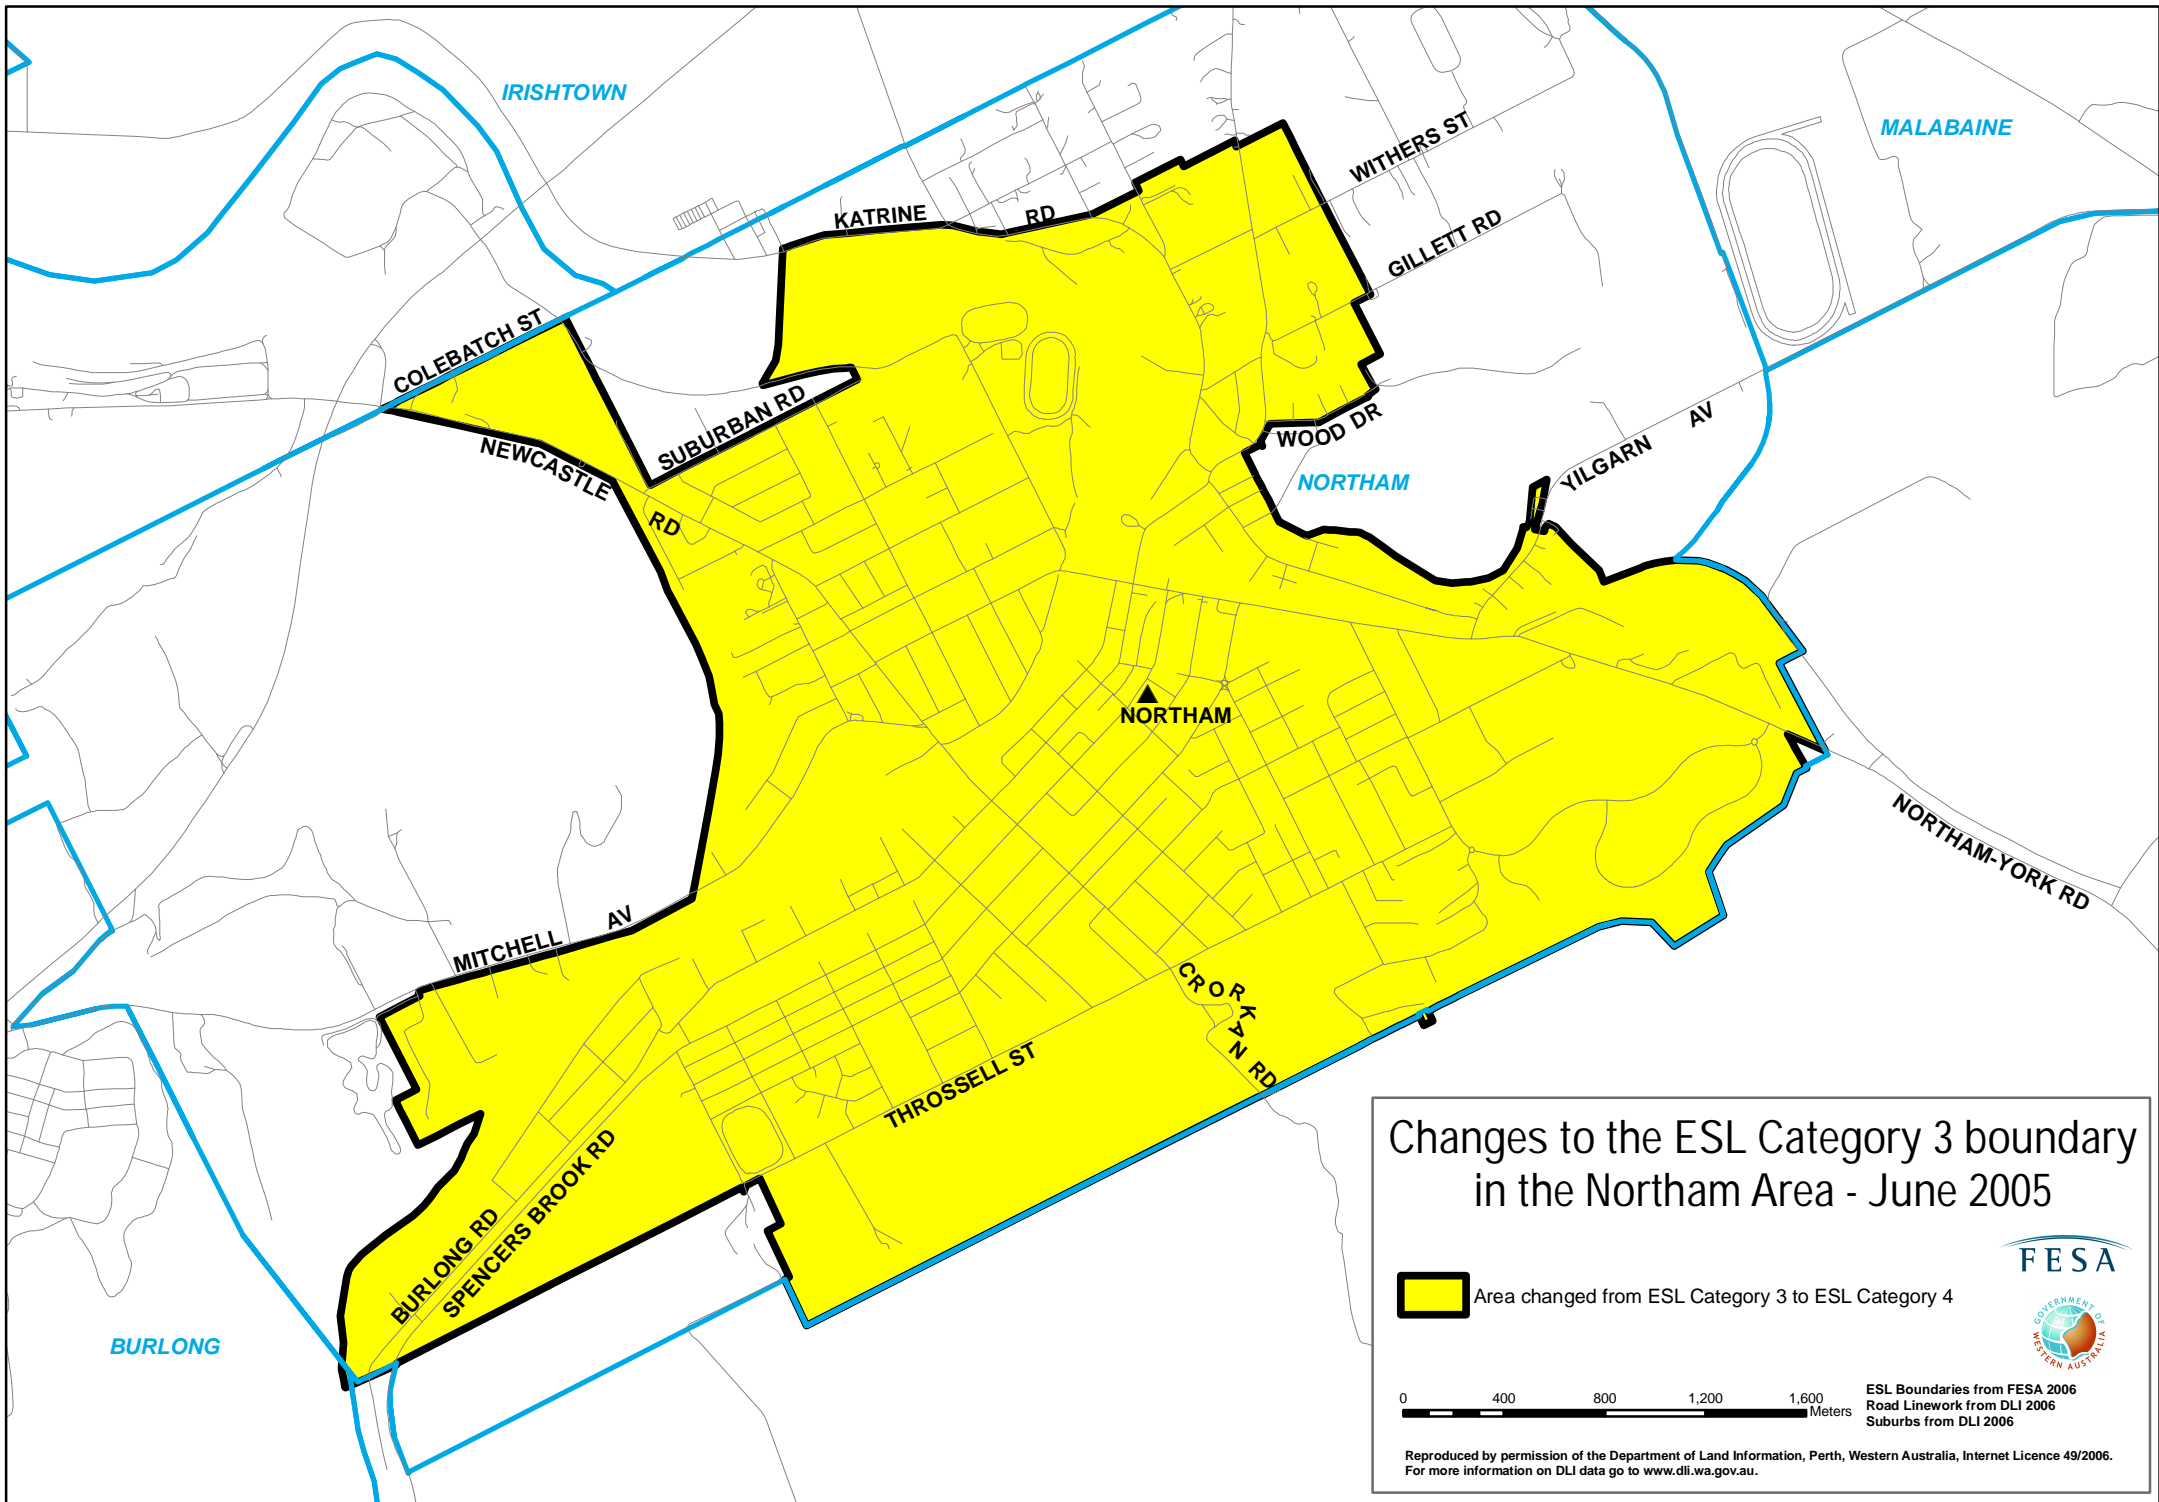 IRISHTOWN
MALABAINE
WITHERS ST
KATRINE RD
GILLETT RD
COLEBATCH ST
SUBURBAN RD
WOOD DR
NEWCASTLE RD
NORTHAM
YILGARN AV
NORTHAM
NORTHAM-YORK RD
MITCHELL AV
CRORKAN RD
THROSSELL ST
BURLONG RD
SPENCERS BROOK RD
BURLONG
Changes to the ESL Category 3 boundary
in the Northam Area - June 2005
FESA
Area changed from ESL Category 3 to ESL Category 4
GOVERNMENT OF
WESTERN AUSTRALIA
0 400 800 1,200 1,600
Meters
ESL Boundaries from FESA 2006
Road Linework from DLI 2006
Suburbs from DLI 2006
Reproduced by permission of the Department of Land Information, Perth, Western Australia, Internet Licence 49/2006.
For more information on DLI data go to www.dli.wa.gov.au.